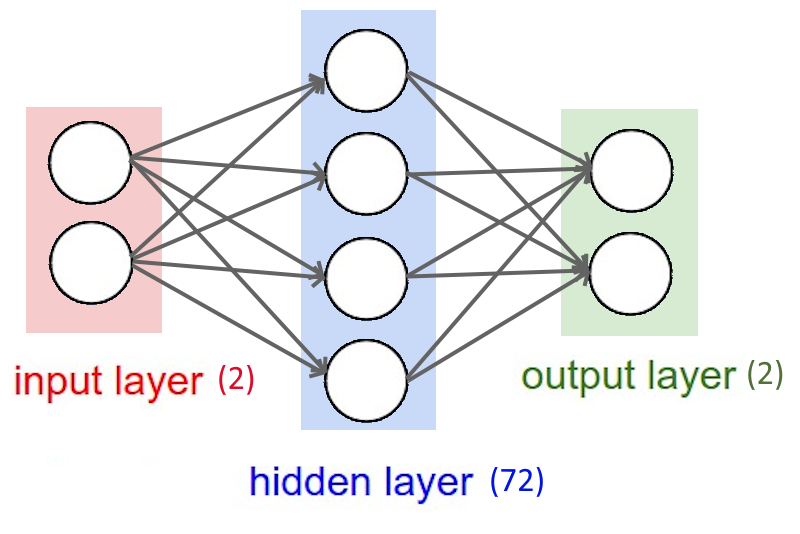 input layer (2)
output layer (2)
hidden layer (72)